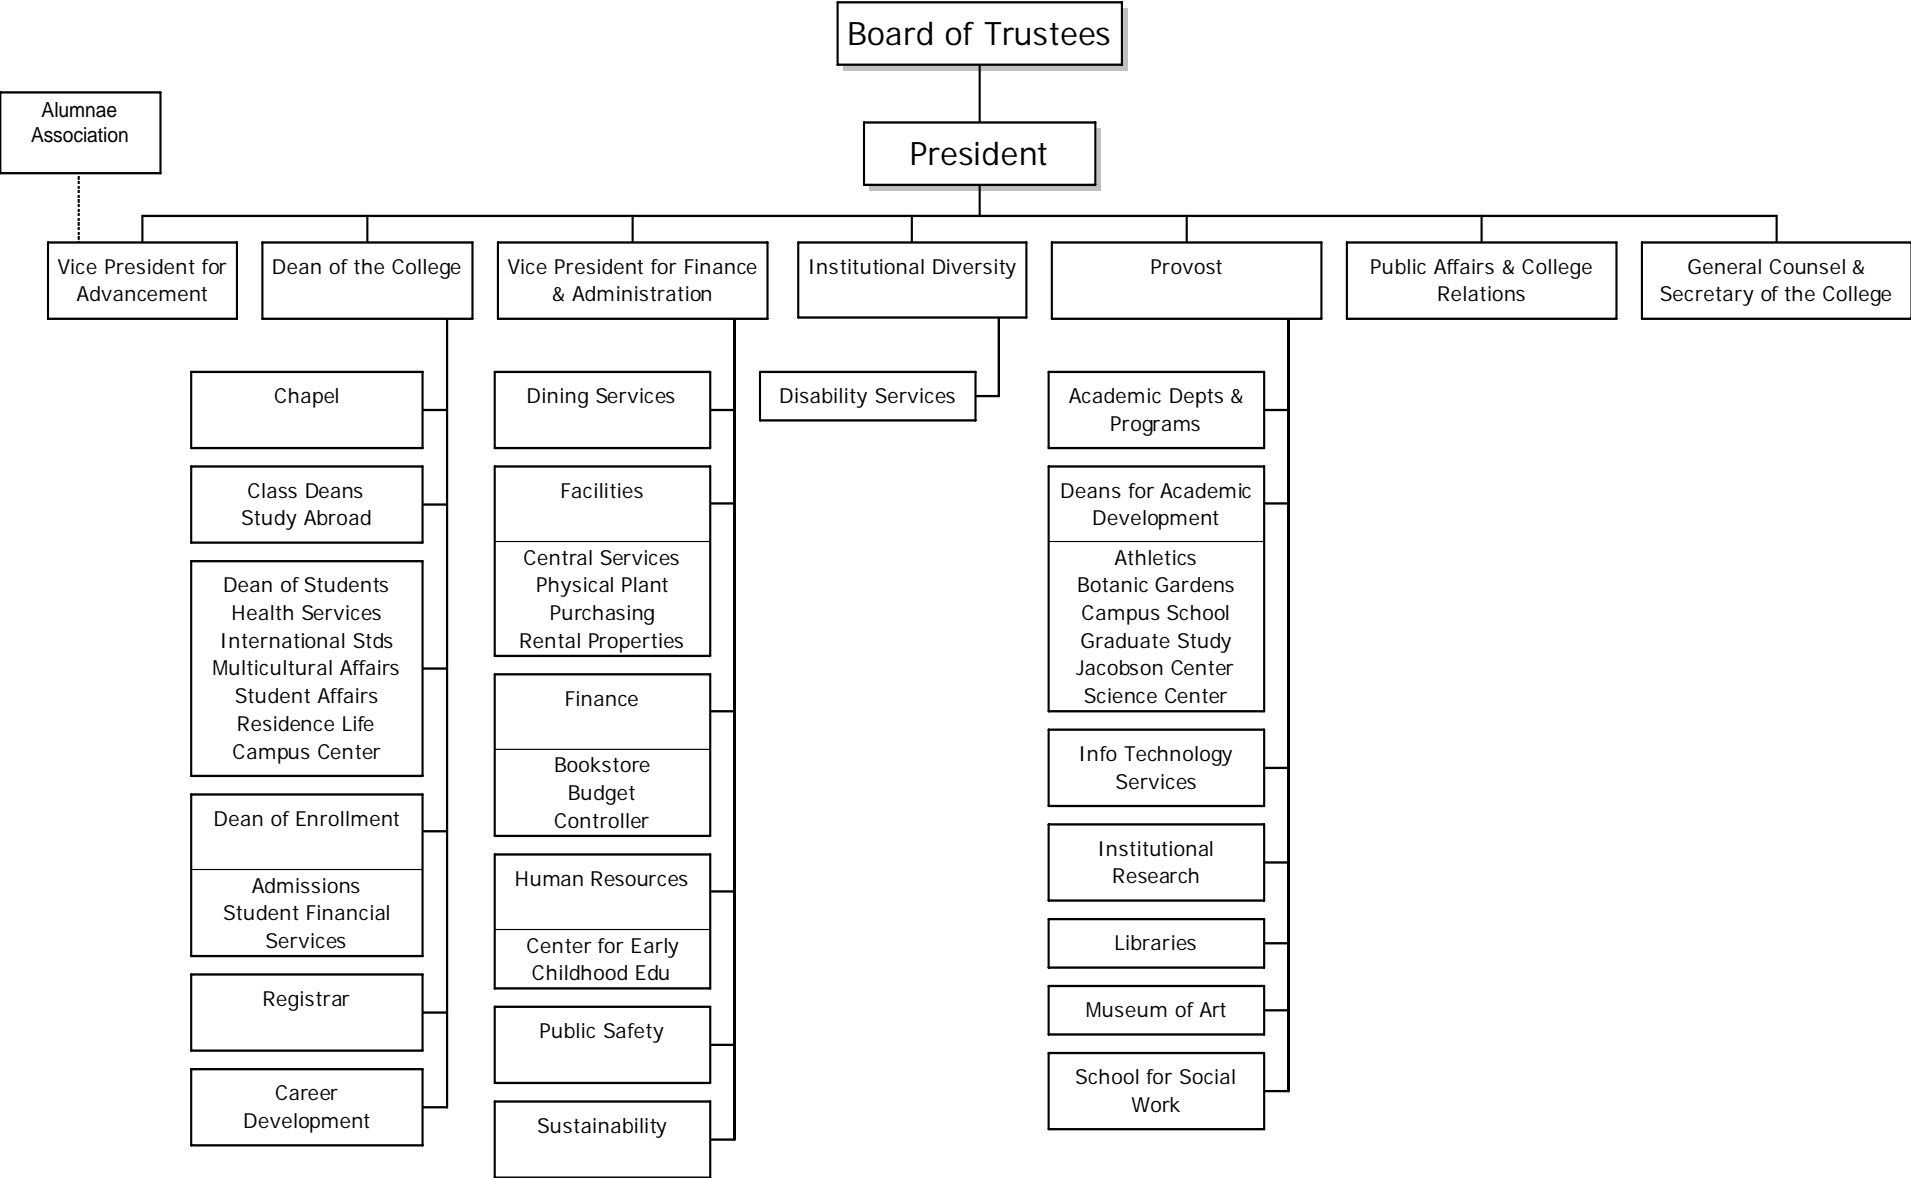 Board of Trustees
Alumnae
Association
President
Vice President for
Advancement
Dean of the College
Vice President for Finance
& Administration
Institutional Diversity
Provost
Public Affairs & College
Relations
General Counsel &
Secretary of the College
Chapel
Class Deans
Study Abroad
Dean of Students
Health Services
International Stds
Multicultural Affairs
Student Affairs
Residence Life
Campus Center
Dean of Enrollment
Admissions
Student Financial
Services
Registrar
Career
Development
Dining Services
Facilities
Central Services
Physical Plant
Purchasing
Rental Properties
Finance
Bookstore
Budget
Controller
Human Resources
Center for Early
Childhood Edu
Public Safety
Sustainability
Disability Services
Academic Depts &
Programs
Deans for Academic
Development
Athletics
Botanic Gardens
Campus School
Graduate Study
Jacobson Center
Science Center
Info Technology
Services
Institutional
Research
Libraries
Museum of Art
School for Social
Work